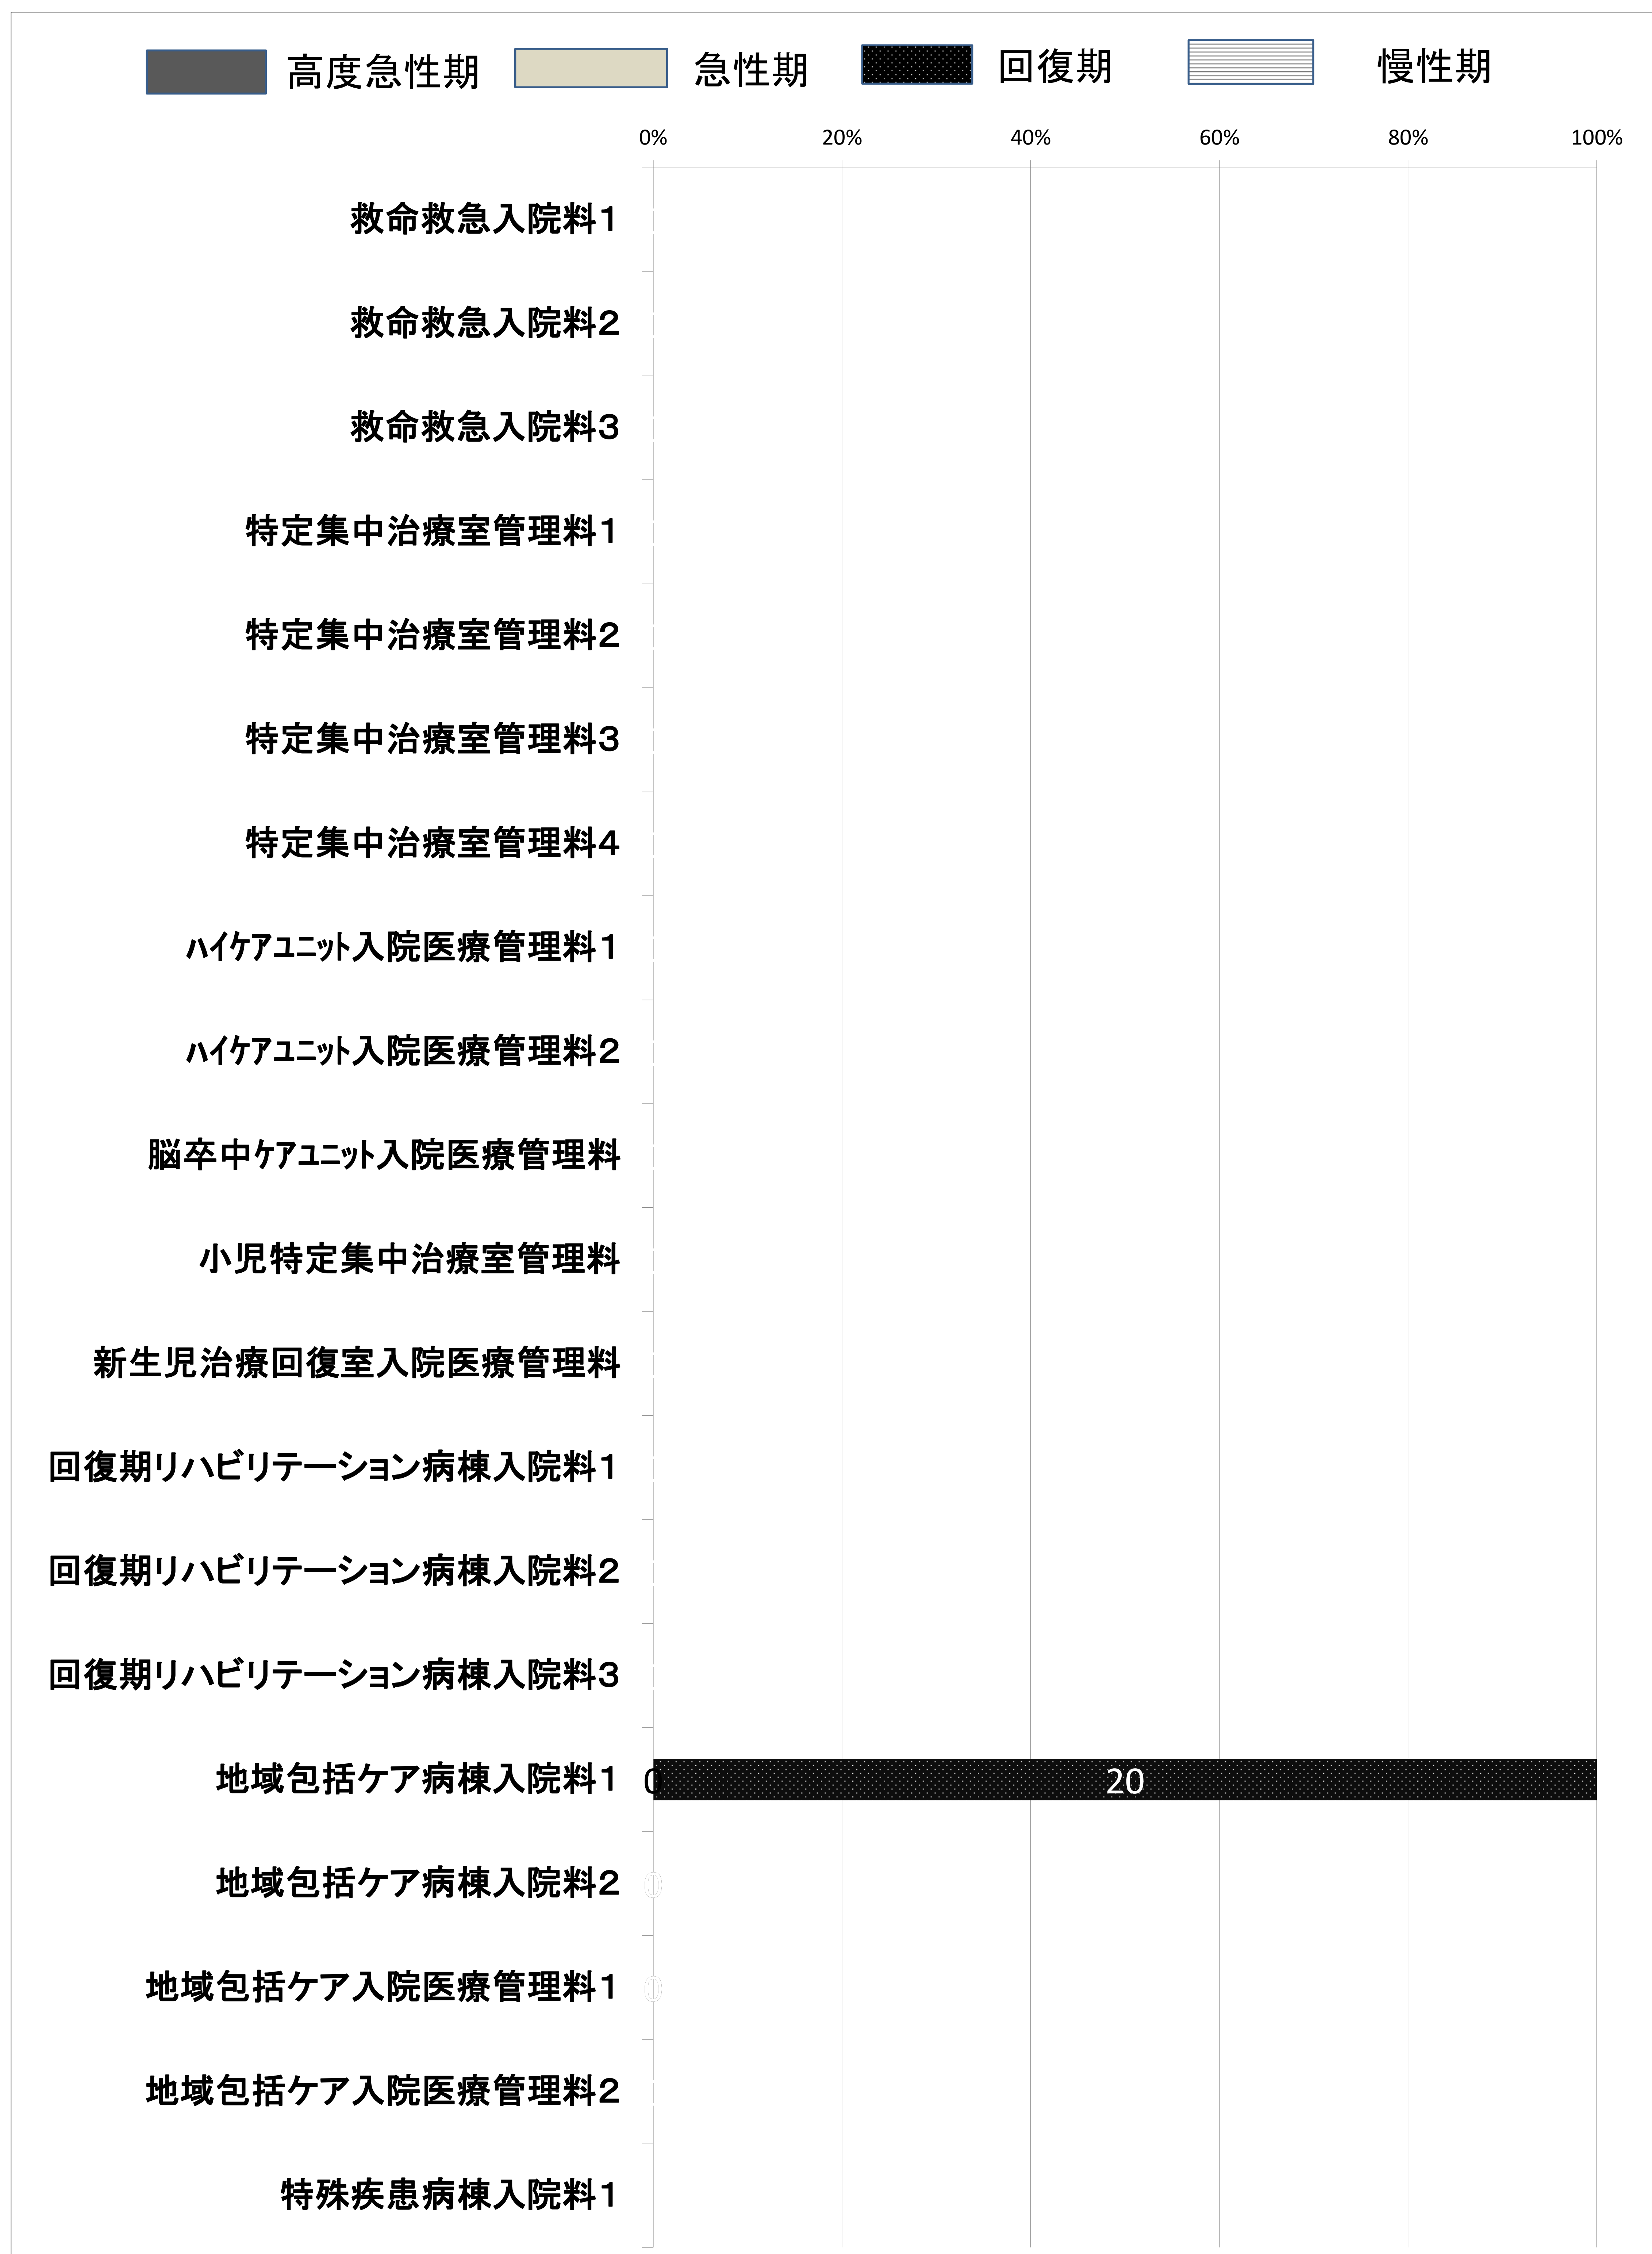 高度急性期 急性期 回復期 慢性期
0% 20% 40% 60% 80% 100%
救命救急入院料1
救命救急入院料2
救命救急入院料3
特定集中治療室管理料1
特定集中治療室管理料2
特定集中治療室管理料3
特定集中治療室管理料4
ﾊｲｹｱﾕﾆｯﾄ入院医療管理料1
ﾊｲｹｱﾕﾆｯﾄ入院医療管理料2
脳卒中ｹｱﾕﾆｯﾄ入院医療管理料
小児特定集中治療室管理料
新生児治療回復室入院医療管理料
回復期リハビリテーション病棟入院料1
回復期リハビリテーション病棟入院料2
回復期リハビリテーション病棟入院料3
地域包括ケア病棟入院料1 0 20
地域包括ケア病棟入院料2 0
地域包括ケア入院医療管理料1 0
地域包括ケア入院医療管理料2
特殊疾患病棟入院料1